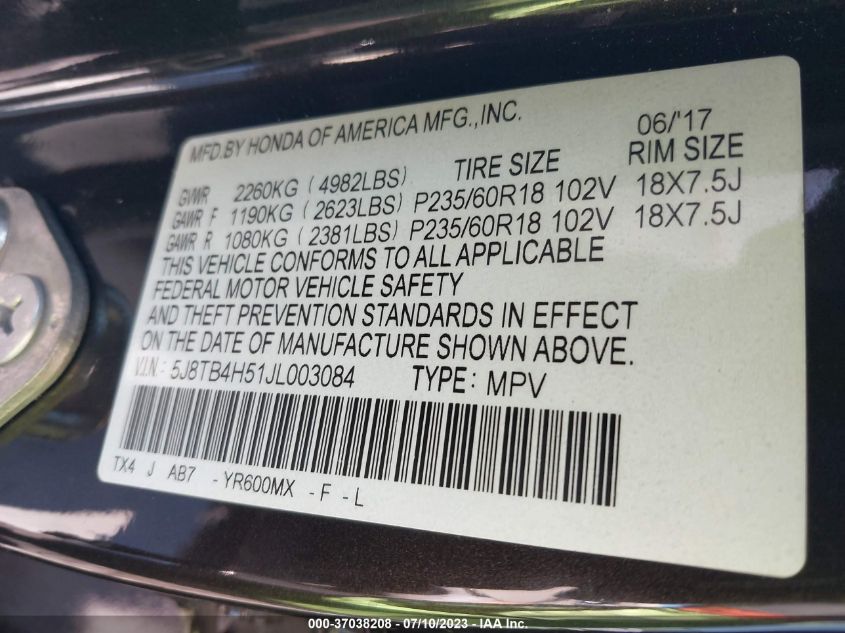 MFD.BY HONDA OF AMERICA MFG.,INC. 06/'17
GVWR 2260KG ( 4982LBS) TIRE SIZE RIM SIZE
GAWR F 1190KG ( 2623LBS) P235/60R18 102V 18X7.5J
GAWR R 1080KG ( 2381LBS) P235/60R18 102V 18X7.5J
THIS VEHICLE CONFORMS TO ALL APPLICABLE
FEDERAL MOTOR VEHICLE SAFETY
AND THEFT PREVENTION STANDARDS IN EFFECT
ON THE DATE OF MANUFACTURE SHOWN ABOVE.
V.I.N: 5J8TB4H51JL003084 TYPE: MPV
TX4 J AB7 -YR600MX -F -L
000-37038208 - 07/10/2023 - IAA Inc.